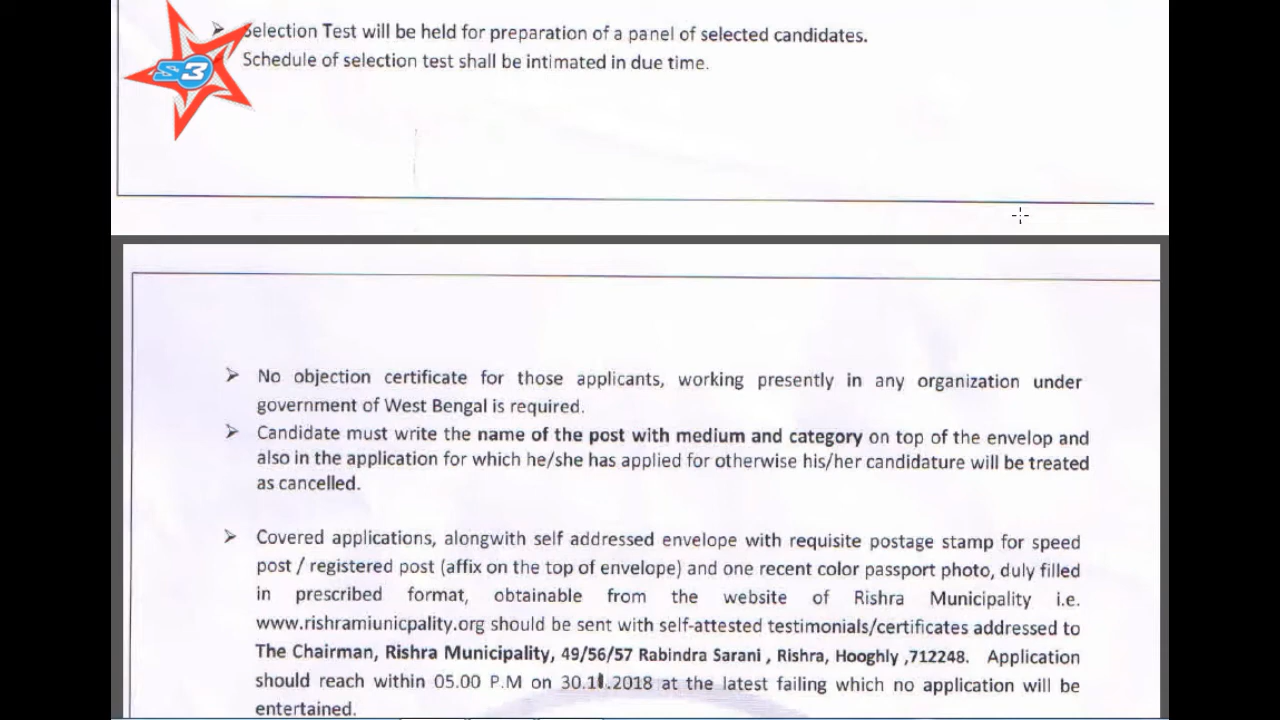 Selection Test will be held for preparation of a panel of selected candidates.
Schedule of selection test shall be intimated in due time.
S3
No objection certificate for those applicants, working presently in any organization under
government of West Bengal is required.
Candidate must write the name of the post with medium and category on top of the envelop and
also in the application for which he/she has applied for otherwise his/her candidature will be treated
as cancelled.
Covered applications, alongwith self addressed envelope with requisite postage stamp for speed
post / registered post (affix on the top of envelope) and one recent color passport photo, duly filled
in prescribed format, obtainable from the website of Rishra Municipality i.e.
www.rishramiunicpality.org should be sent with self-attested testimonials/certificates addressed to
The Chairman, Rishra Municipality, 49/56/57 Rabindra Sarani , Rishra, Hooghly ,712248. Application
should reach within 05.00 P.M on 30.11.2018 at the latest failing which no application will be
entertained.